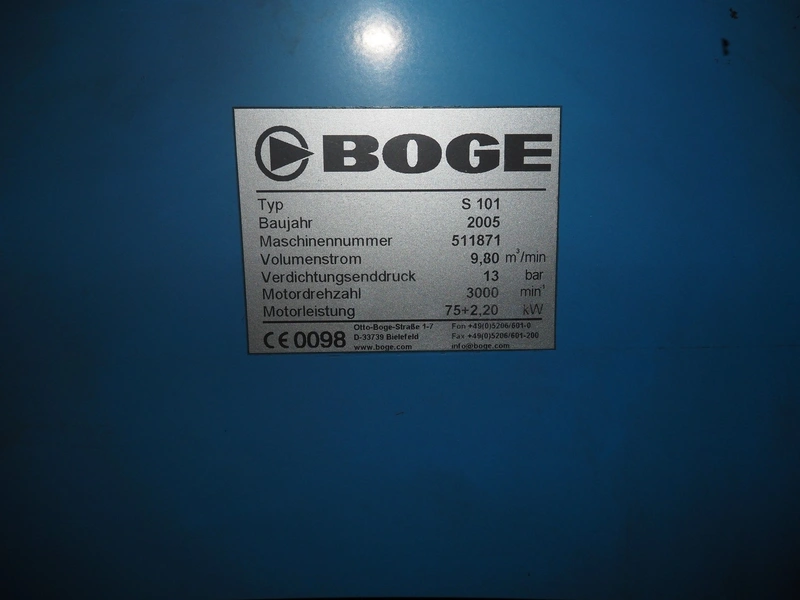 BOGE
Typ S 101
Baujahr 2005
Maschinennummer 511871
Volumenstrom 9,80 m³/min
Verdichtungsenddruck 13 bar
Motordrehzahl 3000 min⁻¹
Motorleistung 75+2,20 kW
CE 0098
Otto-Boge-Straße 1-7
D-33739 Bielefeld
www.boge.com
Fon +49(0)5206/601-0
Fax +49(0)5206/601-200
info@boge.com